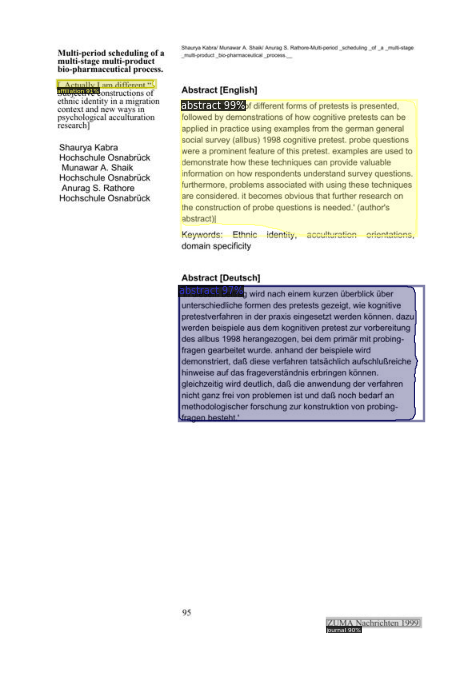 Shaurya Kabra/ Munawar A. Shaik/ Anurag S. Rathore-Multi-period _scheduling _of _a _multi-stage
_multi-product _bio-pharmaceutical _process.__
Multi-period scheduling of a
multi-stage multi-product
bio-pharmaceutical process.
[„Actually I am different.“
affiliation 91%
Subjective constructions of
ethnic identity in a migration
context and new ways in
psychological acculturation
research]
Shaurya Kabra
Hochschule Osnabrück
Munawar A. Shaik
Hochschule Osnabrück
Anurag S. Rathore
Hochschule Osnabrück
Abstract [English]
abstract 99%
of different forms of pretests is presented,
followed by demonstrations of how cognitive pretests can be
applied in practice using examples from the german general
social survey (allbus) 1998 cognitive pretest. probe questions
were a prominent feature of this pretest. examples are used to
demonstrate how these techniques can provide valuable
information on how respondents understand survey questions.
furthermore, problems associated with using these techniques
are considered. it becomes obvious that further research on
the construction of probe questions is needed.' (author's
abstract)|
Keywords: Ethnic identity, acculturation orientations,
domain specificity
Abstract [Deutsch]
abstract 97%
wird nach einem kurzen überblick über
unterschiedliche formen des pretests gezeigt, wie kognitive
pretestverfahren in der praxis eingesetzt werden können. dazu
werden beispiele aus dem kognitiven pretest zur vorbereitung
des allbus 1998 herangezogen, bei dem primär mit probing-
fragen gearbeitet wurde. anhand der beispiele wird
demonstriert, daß diese verfahren tatsächlich aufschlußreiche
hinweise auf das frageverständnis erbringen können.
gleichzeitig wird deutlich, daß die anwendung der verfahren
nicht ganz frei von problemen ist und daß noch bedarf an
methodologischer forschung zur konstruktion von probing-
fragen besteht.'
95
ZUMA Nachrichten 1999
journal 90%